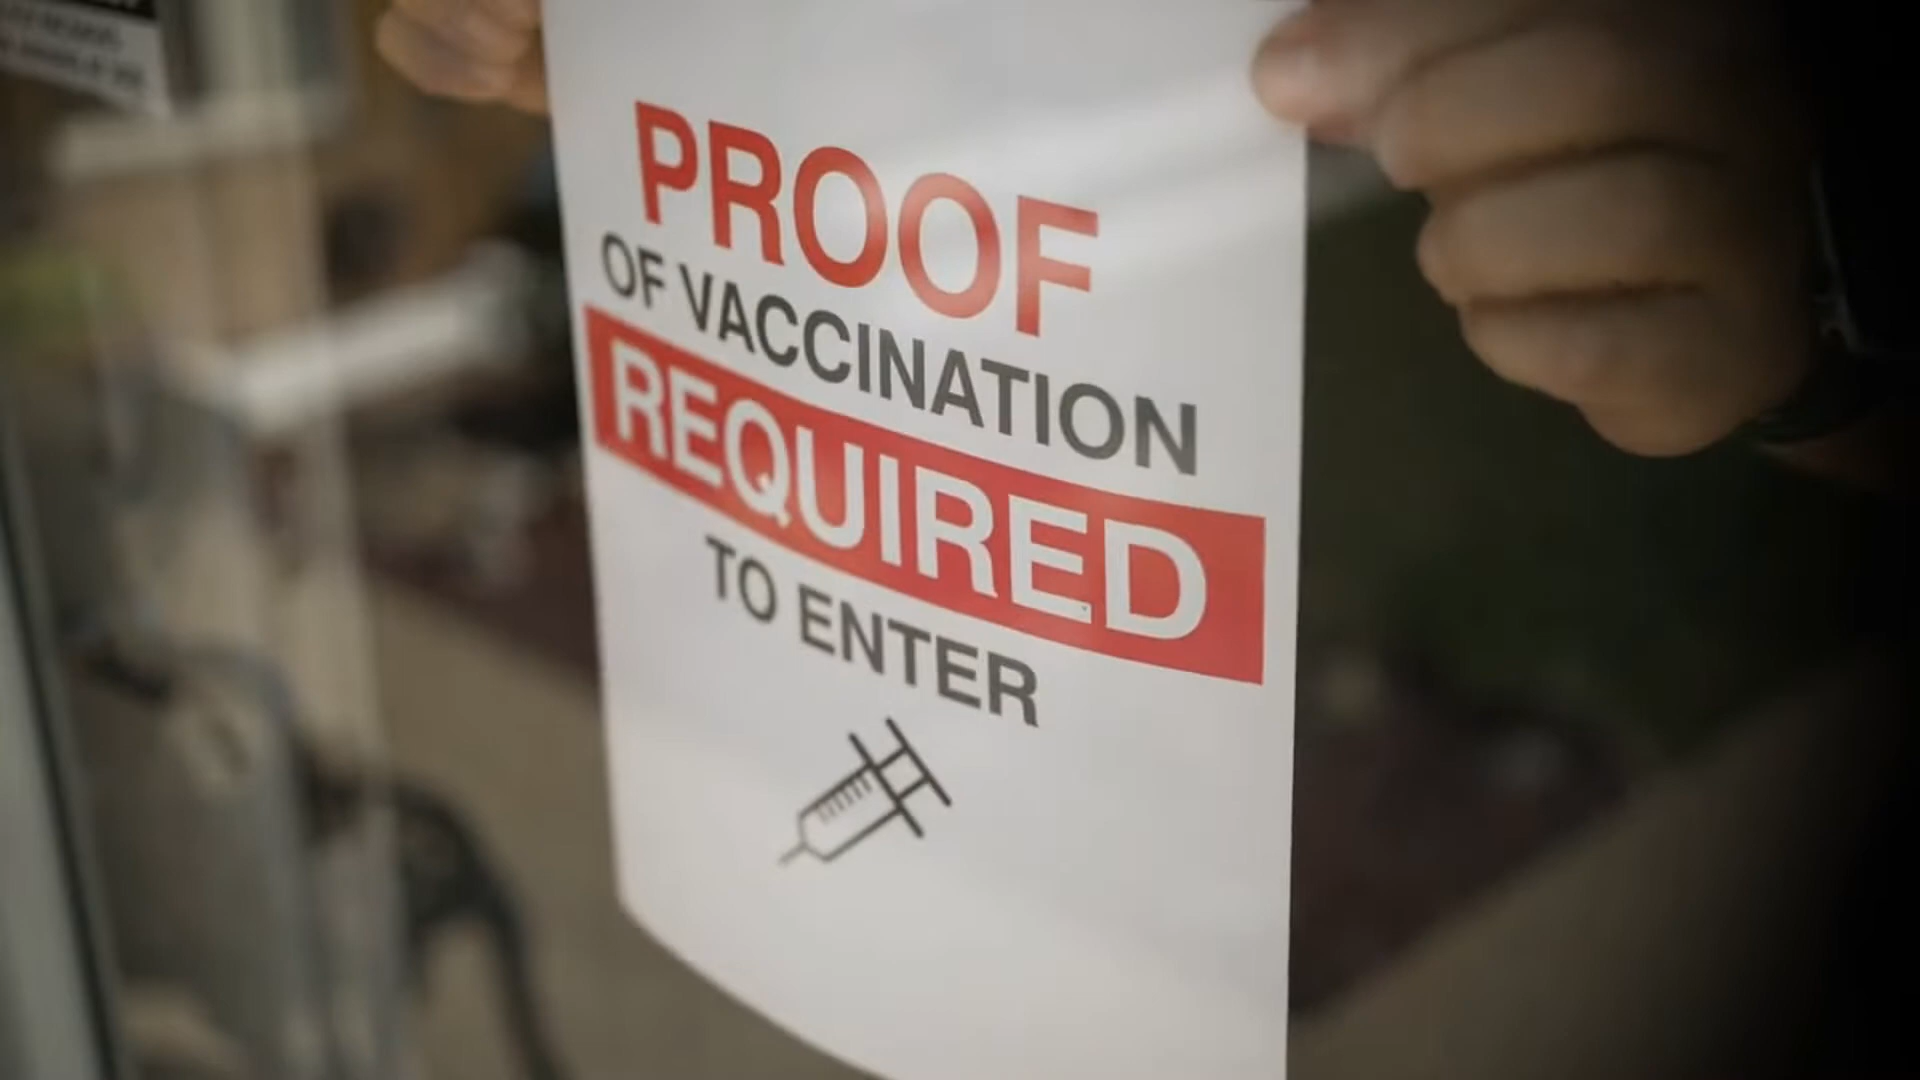 PROOF
OF VACCINATION
REQUIRED
TO ENTER